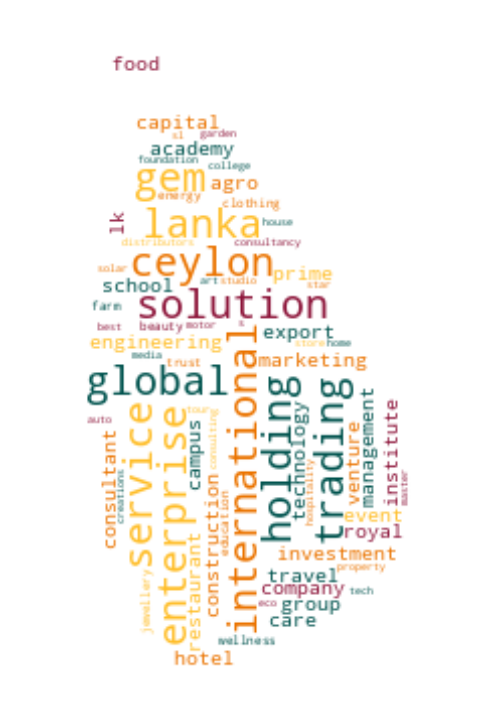 food
capital
sl garden
academy
foundation college
gem agro
energy
clothing
lk lanka house
distributors consultancy
ceylon
solar prime
school art studio star
farm solution
best beauty motor s export
engineering store home
media
trust marketing
global
international
holding
trading
service
enterprise
tour
consulting
campus
auto
consultant
creations
technology
hospitality
venture
management
institute
master
construction
education
restaurant
jewellery
event
royal
investment
property
travel
company tech
eco group
care
wellness
hotel